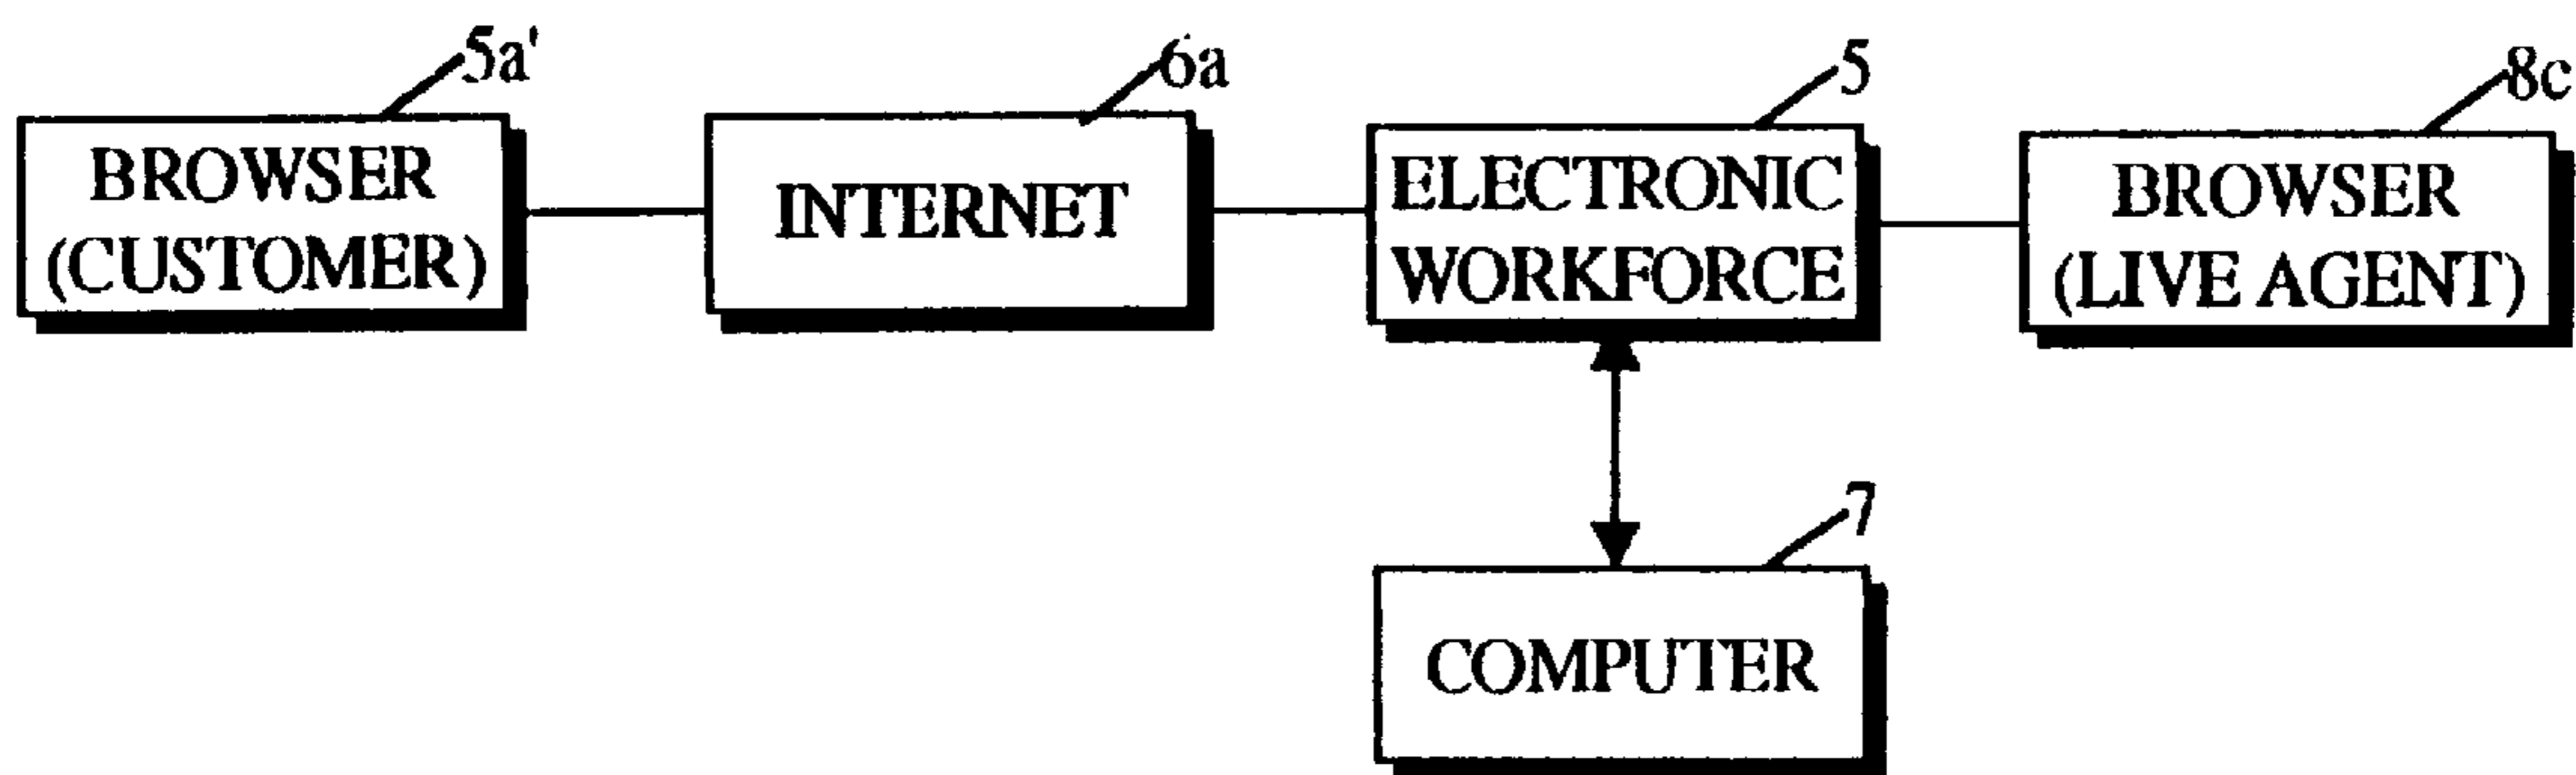 5a'
6a
5
8c
BROWSER
(CUSTOMER)
INTERNET
ELECTRONIC
WORKFORCE
BROWSER
(LIVE AGENT)
7
COMPUTER